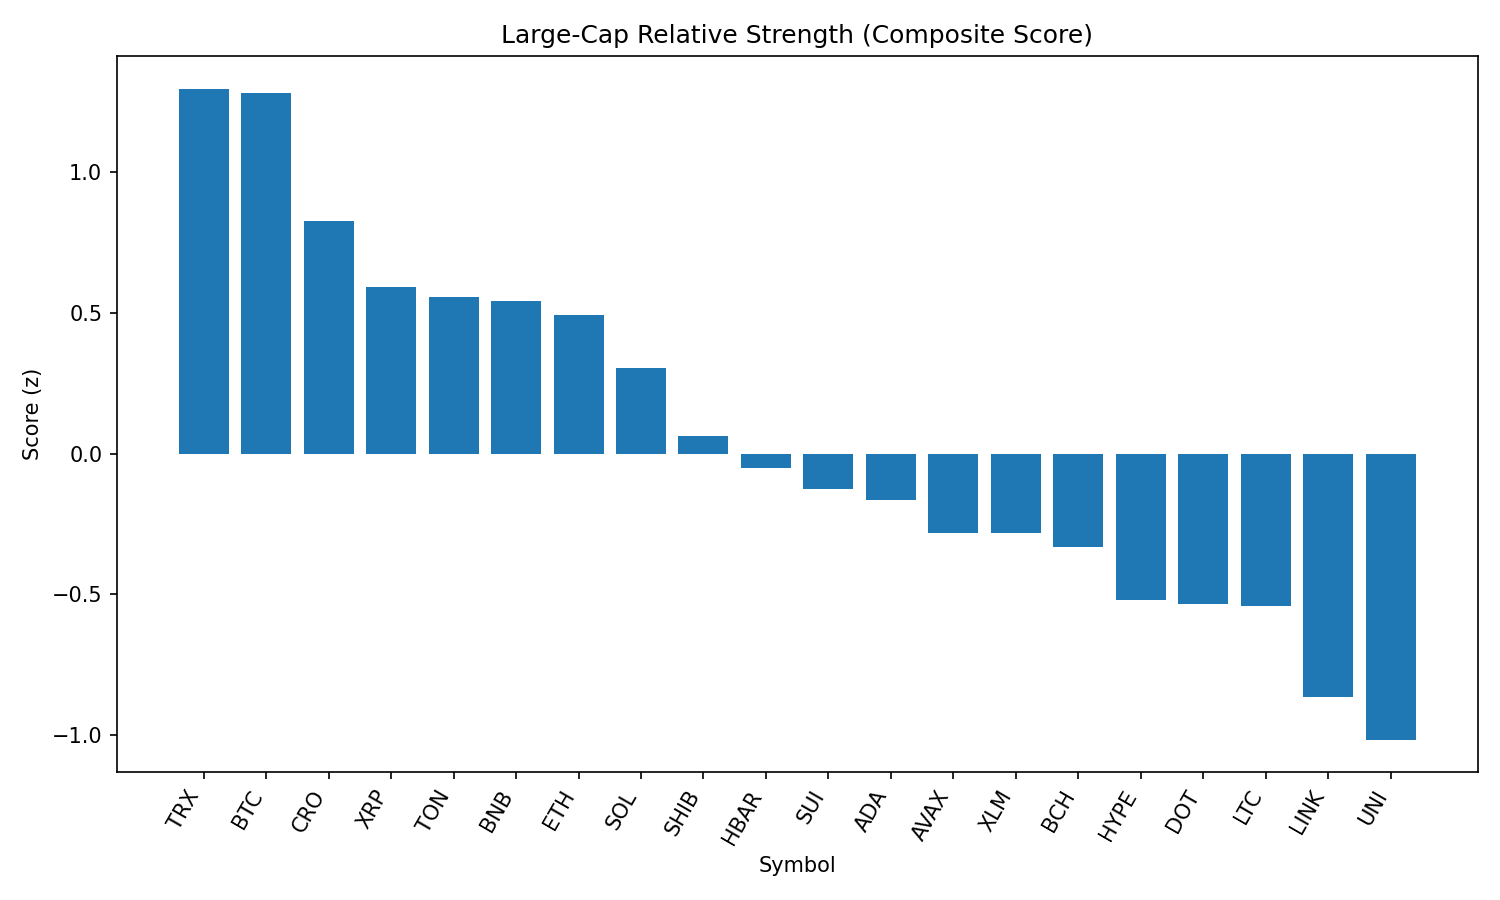 Large-Cap Relative Strength (Composite Score)
Score (z)
1.0
0.5
0.0
−0.5
−1.0
TRX BTC CRO XRP TON BNB ETH SOL SHIB HBAR SUI ADA AVAX XLM BCH HYPE DOT LTC LINK UNI
Symbol